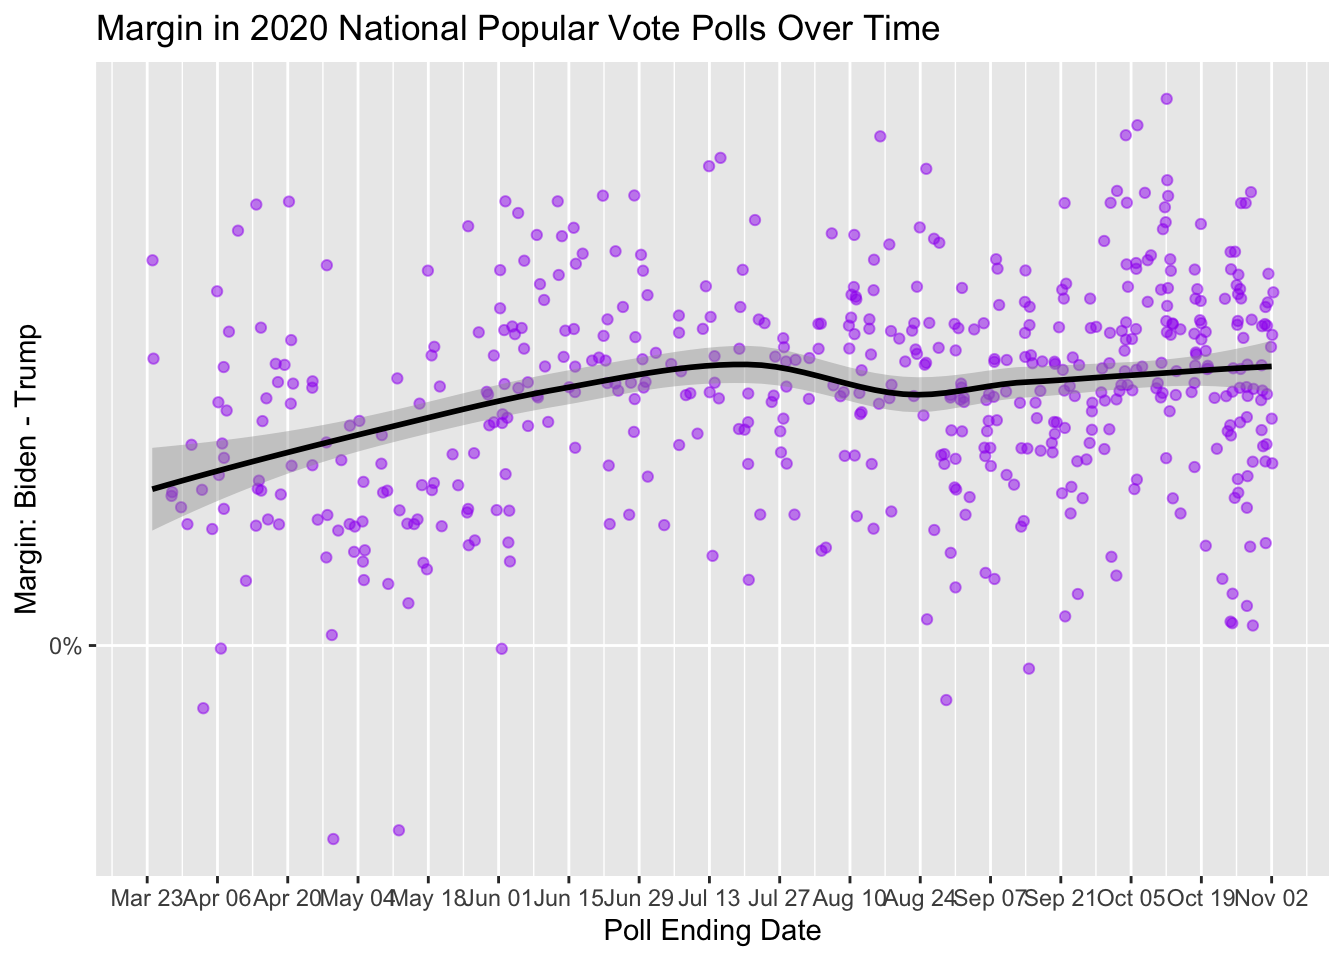 Margin in 2020 National Popular Vote Polls Over Time
Margin: Biden - Trump
0%
Mar 23 Apr 06 Apr 20 May 04 May 18 Jun 01 Jun 15 Jun 29 Jul 13 Jul 27 Aug 10 Aug 24 Sep 07 Sep 21 Oct 05 Oct 19 Nov 02
Poll Ending Date